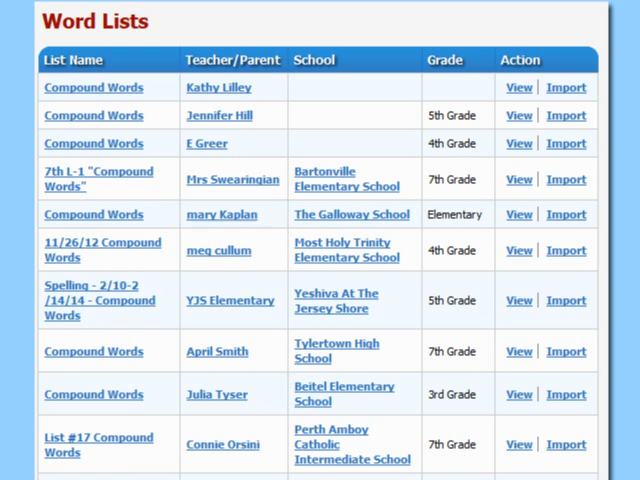 Word Lists
List Name Teacher/Parent School Grade Action
Compound Words Kathy Lilley View | Import
Compound Words Jennifer Hill 5th Grade View | Import
Compound Words E Greer 4th Grade View | Import
7th L-1 "Compound
Words"
Mrs Swearingian
Bartonville
Elementary School
7th Grade View | Import
Compound Words mary Kaplan The Galloway School Elementary View | Import
11/26/12 Compound
Words
meg cullum
Most Holy Trinity
Elementary School
4th Grade View | Import
Spelling - 2/10-2
/14/14 - Compound
Words
YJS Elementary
Yeshiva At The
Jersey Shore
5th Grade View | Import
Compound Words April Smith
Tylertown High
School
7th Grade View | Import
Compound Words Julia Tyser
Beitel Elementary
School
3rd Grade View | Import
List #17 Compound
Words
Connie Orsini
Perth Amboy
Catholic
Intermediate School
7th Grade View | Import